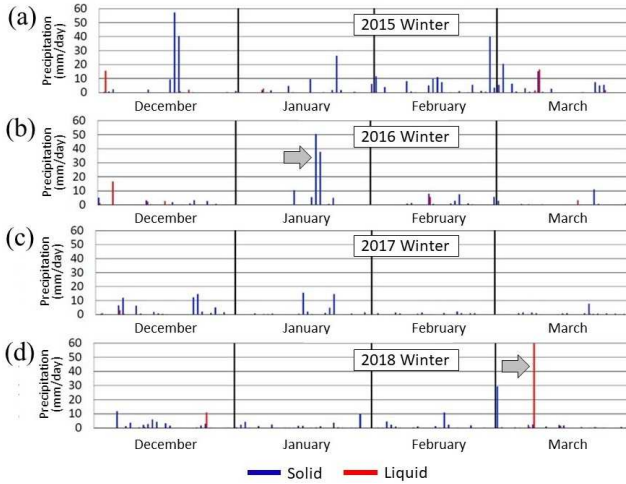 (a)
Precipitation
(mm/day)
60
50
40
30
20
10
0
2015 Winter
December January February March
(b)
Precipitation
(mm/day)
60
50
40
30
20
10
0
2016 Winter
December January February March
(c)
Precipitation
(mm/day)
60
50
40
30
20
10
0
2017 Winter
December January February March
(d)
Precipitation
(mm/day)
60
50
40
30
20
10
0
2018 Winter
December January February March
Solid Liquid